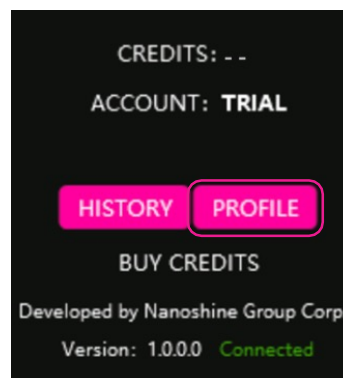 CREDITS: - -
ACCOUNT: TRIAL
HISTORY PROFILE
BUY CREDITS
Developed by Nanoshine Group Corp
Version: 1.0.0.0 Connected